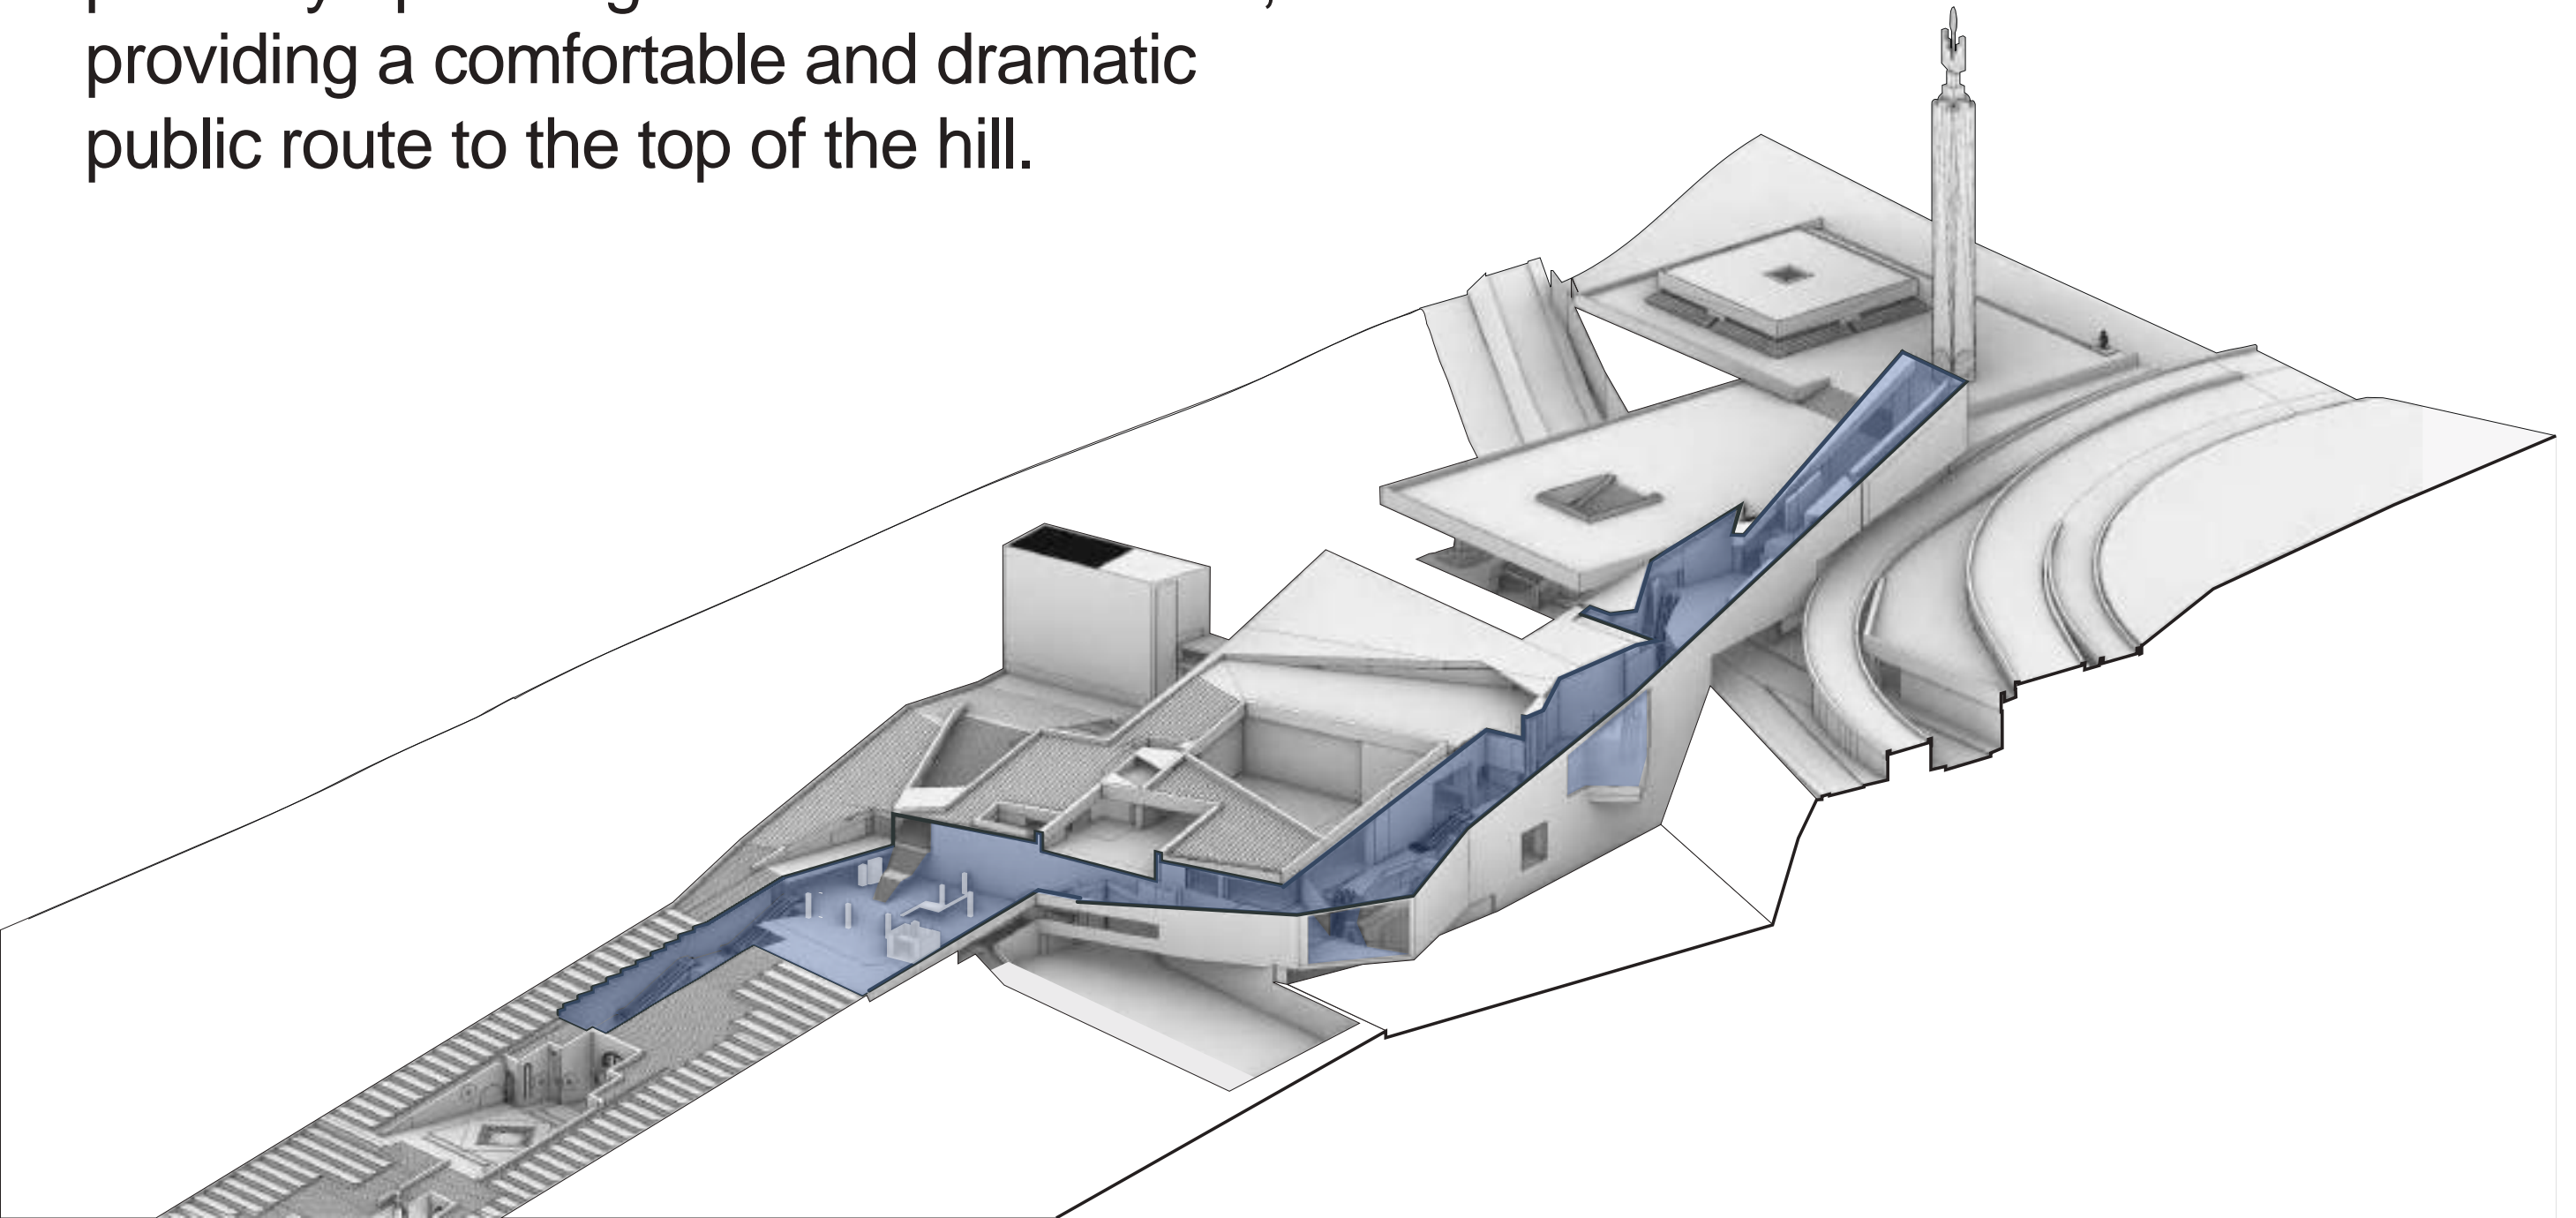 providing a comfortable and dramatic
public route to the top of the hill.